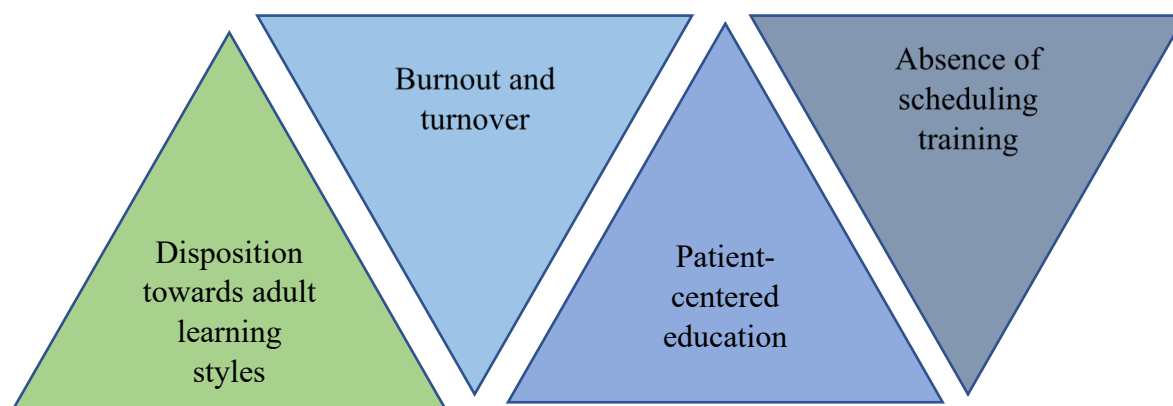 Disposition
towards adult
learning
styles
Burnout and
turnover
Patient-
centered
education
Absence of
scheduling
training